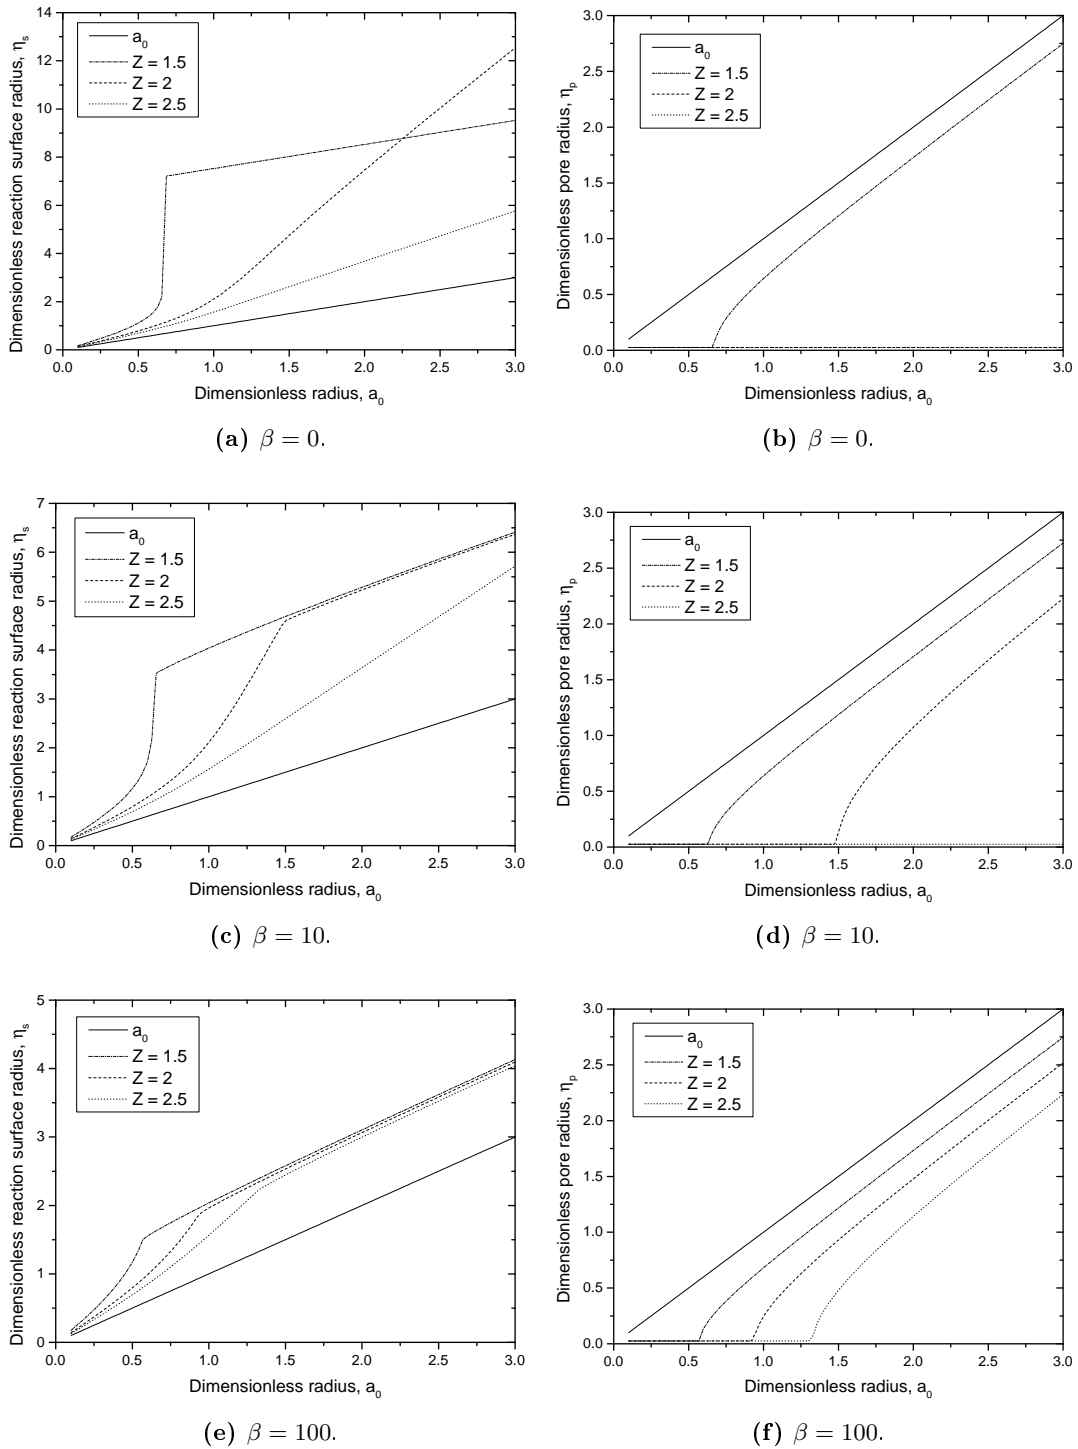 14
12
10
8
6
4
2
0
Dimensionless reaction surface radius, ηs
a0
Z = 1.5
Z = 2
Z = 2.5
0.0 0.5 1.0 1.5 2.0 2.5 3.0
Dimensionless radius, a0
(a) β = 0.
3.0
2.5
2.0
1.5
1.0
0.5
0.0
Dimensionless pore radius, ηp
a0
Z = 1.5
Z = 2
Z = 2.5
0.0 0.5 1.0 1.5 2.0 2.5 3.0
Dimensionless radius, a0
(b) β = 0.
7
6
5
4
3
2
1
0
Dimensionless reaction surface radius, ηs
a0
Z = 1.5
Z = 2
Z = 2.5
0.0 0.5 1.0 1.5 2.0 2.5 3.0
Dimensionless radius, a0
(c) β = 10.
3.0
2.5
2.0
1.5
1.0
0.5
0.0
Dimensionless pore radius, ηp
a0
Z = 1.5
Z = 2
Z = 2.5
0.0 0.5 1.0 1.5 2.0 2.5 3.0
Dimensionless radius, a0
(d) β = 10.
5
4
3
2
1
0
Dimensionless reaction surface radius, ηs
a0
Z = 1.5
Z = 2
Z = 2.5
0.0 0.5 1.0 1.5 2.0 2.5 3.0
Dimensionless radius, a0
(e) β = 100.
3.0
2.5
2.0
1.5
1.0
0.5
0.0
Dimensionless pore radius, ηp
a0
Z = 1.5
Z = 2
Z = 2.5
0.0 0.5 1.0 1.5 2.0 2.5 3.0
Dimensionless radius, a0
(f) β = 100.